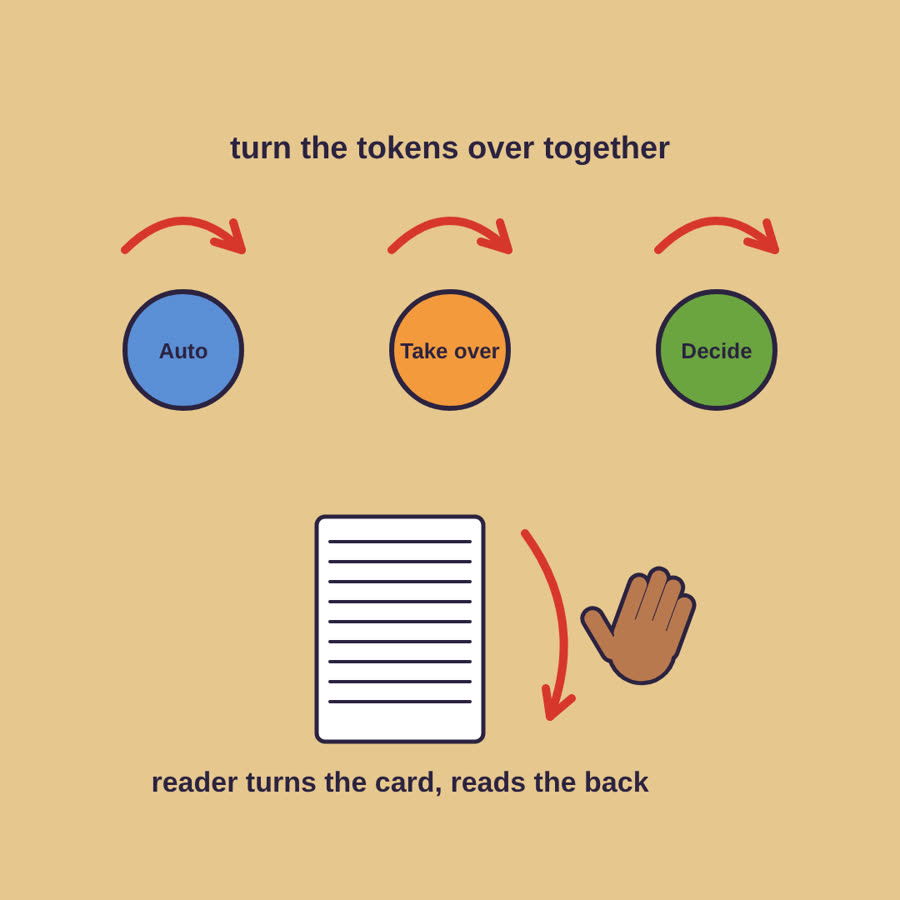 turn the tokens over together
Auto
Take over
Decide
reader turns the card, reads the back